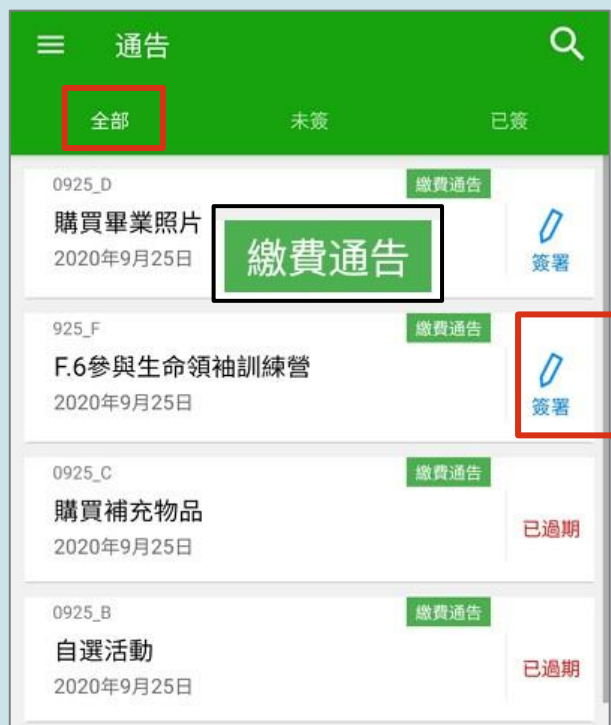 通告
全部 未簽 已簽
0925_D 繳費通告
購買畢業照片
2020年9月25日
繳費通告
簽署
925_F 繳費通告
F.6參與生命領袖訓練營
2020年9月25日
簽署
0925_C 繳費通告
購買補充物品
2020年9月25日
已過期
0925_B 繳費通告
自選活動
2020年9月25日
已過期